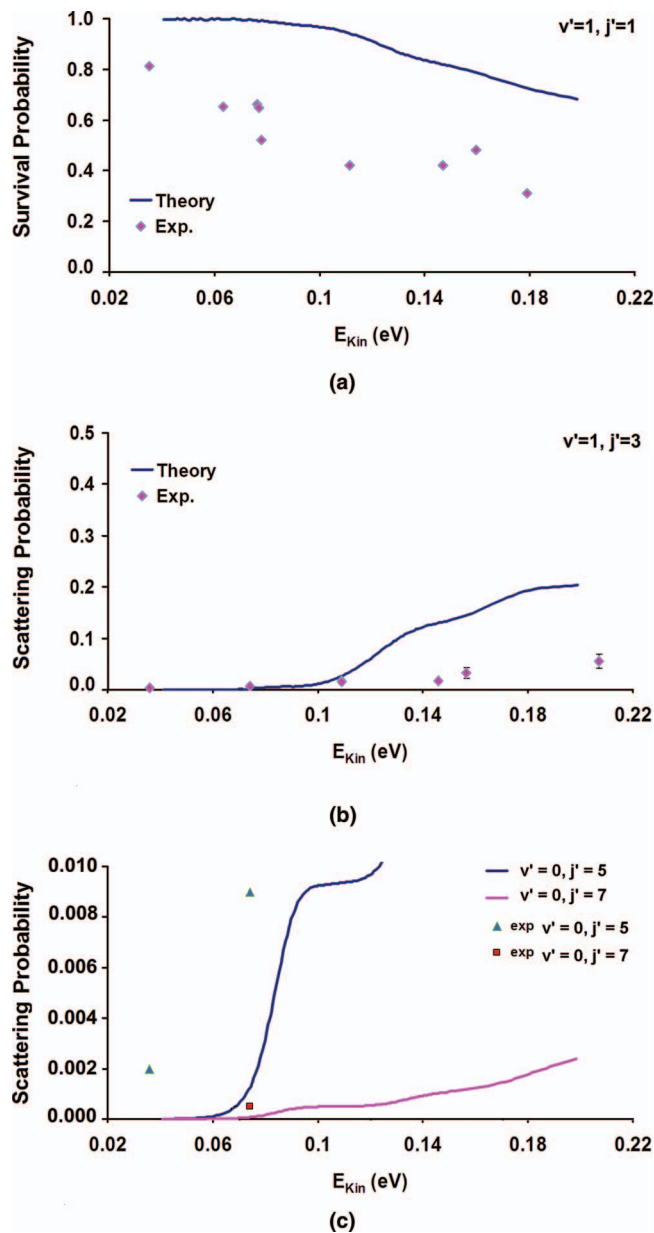 1.0
v'=1, j'=1
0.8
0.6
0.4
0.2
0.0
Survival Probability
Theory
Exp.
0.02 0.06 0.1 0.14 0.18 0.22
E_Kin (eV)
(a)
0.5
v'=1, j'=3
0.4
0.3
0.2
0.1
0.0
Scattering Probability
Theory
Exp.
0.02 0.06 0.1 0.14 0.18 0.22
E_Kin (eV)
(b)
0.010
0.008
0.006
0.004
0.002
0.000
Scattering Probability
v' = 0, j' = 5
v' = 0, j' = 7
exp v' = 0, j' = 5
exp v' = 0, j' = 7
0.02 0.06 0.1 0.14 0.18 0.22
E_Kin (eV)
(c)